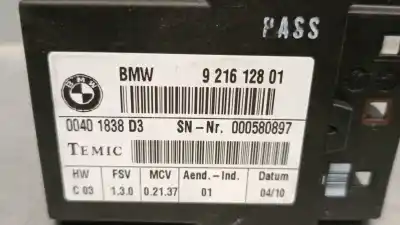 PASS
BMW
BMW 9 216 128 01
0040 1838 D3 SN-Nr. 000580897
TEMIC
HW FSV MCV Aend.-Ind. Datum
C 03 1.3.0 0.21.37 01 04/10